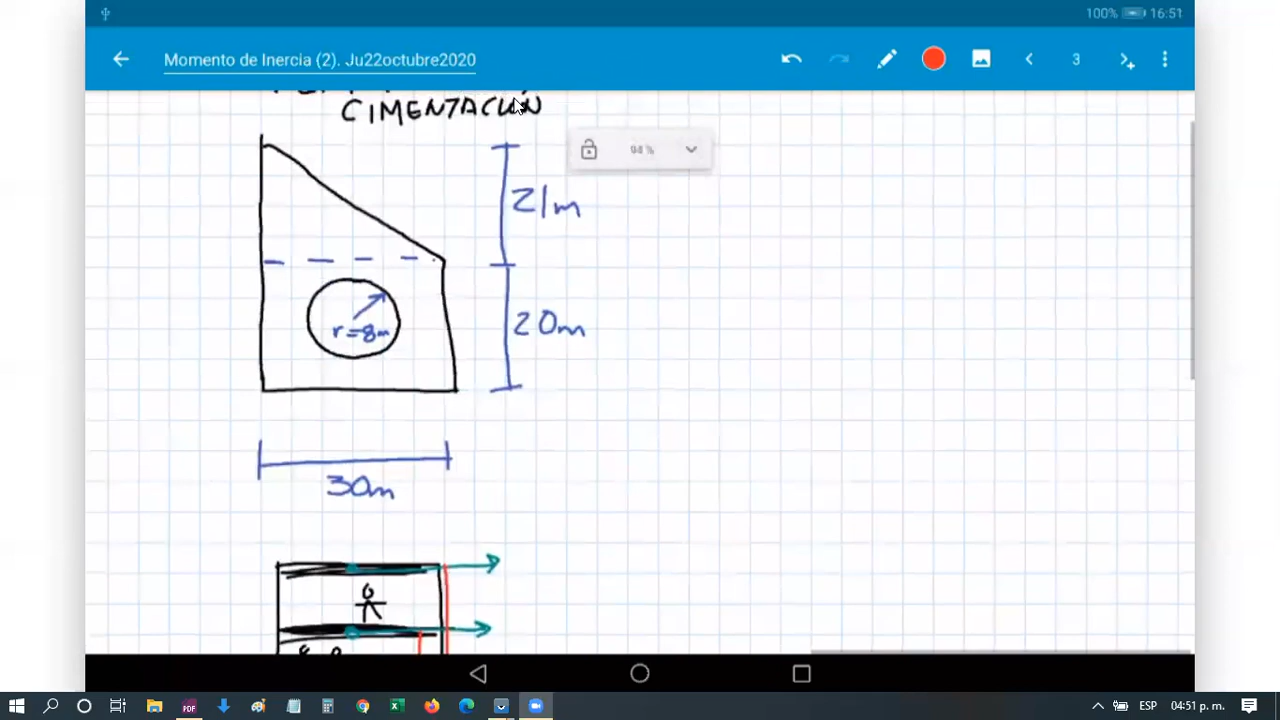 100% 16:51
Momento de Inercia (2). Ju22octubre2020
3
CIMENTACIÓN
94 %
21m
r=8m
20m
30m
ESP 04:51 p. m.